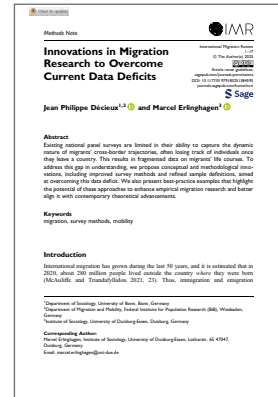 Check for updates
Methods Note
IMR
Innovations in Migration
Research to Overcome
Current Data Deficits
International Migration Review
1–17
© The Author(s) 2025
Article reuse guidelines:
sagepub.com/journals-permissions
journals.sagepub.com/home/mrx
Sage
Jean Philippe Décieux1,2 and Marcel Erlinghagen3
Abstract
Existing national panel surveys are limited in their ability to capture the dynamic
nature of migrants' cross-border trajectories, often losing track of individuals once
they leave a country. This results in fragmented data on migrants' life courses. To
address this gap in understanding, we propose conceptual and methodological inno-
vations, including improved survey methods and refined sample definitions, aimed
at overcoming this data deficit. We also present best-practice examples that highlight
the potential of these approaches to enhance empirical migration research and better
align it with contemporary theoretical advancements.
Keywords
migration, survey methods, mobility
Introduction
International migration has grown during the last 50 years, and it is estimated that in
2020, about 280 million people lived outside the country where they were born
(McAuliffe and Triandafyllidou 2021, 23). Thus, immigration and emigration
1Department of Sociology, University of Bonn, Bonn, Germany
2Department of Migration and Mobility, Federal Institute for Population Research (BiB), Wiesbaden,
Germany
3Institute of Sociology, University of Duisburg-Essen, Duisburg, Germany
Corresponding Author:
Marcel Erlinghagen, Institute of Sociology, University of Duisburg-Essen, Lotharstr. 65 47047,
Duisburg, Germany.
Email: marcel.erlinghagen@uni-due.de